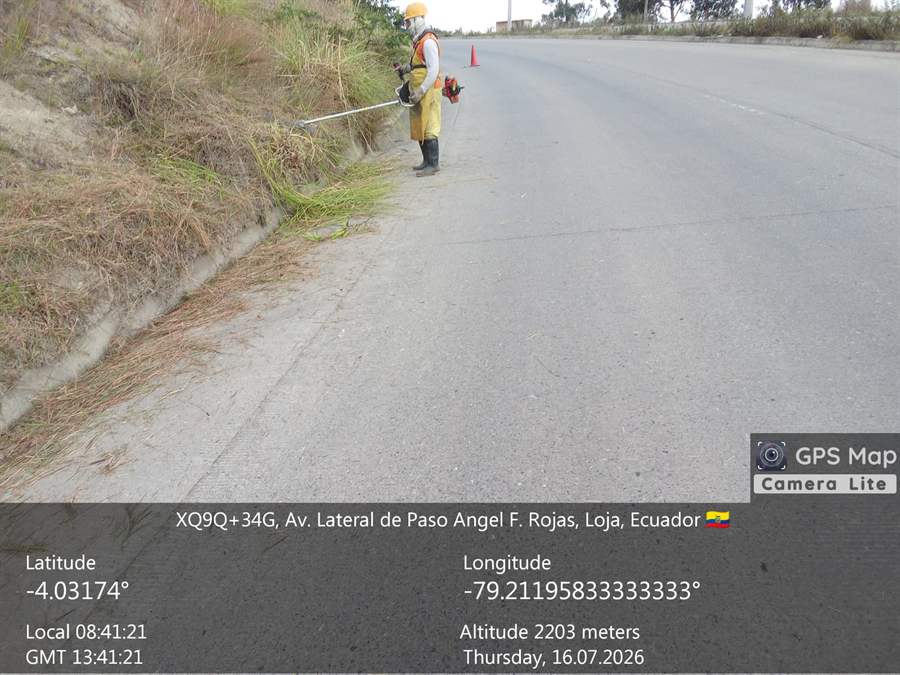 GPS Map
Camera Lite
XQ9Q+34G, Av. Lateral de Paso Angel F. Rojas, Loja, Ecuador
Latitude
-4.03174°
Longitude
-79.21195833333333°
Local 08:41:21
GMT 13:41:21
Altitude 2203 meters
Thursday, 16.07.2026